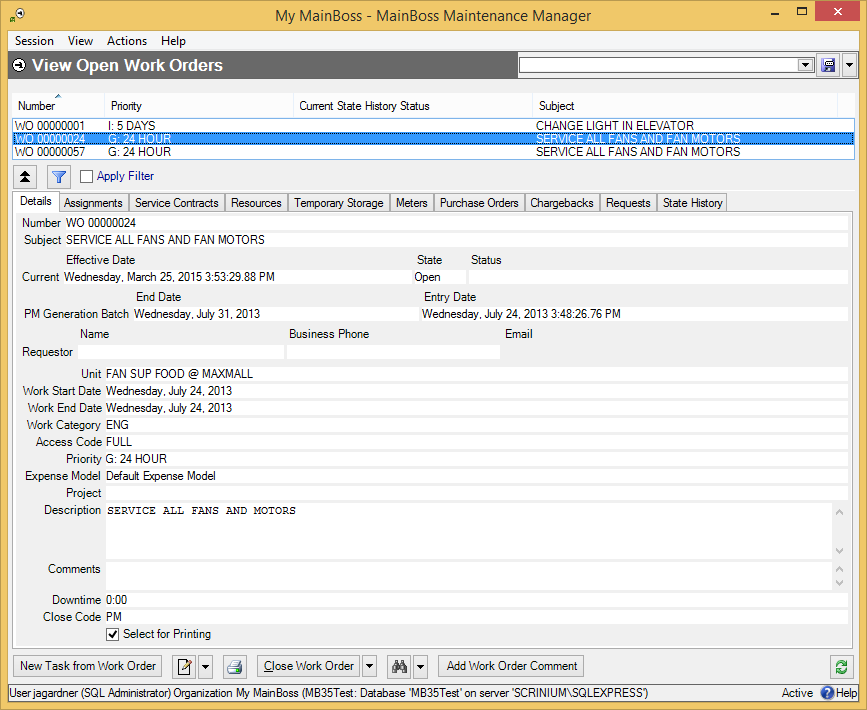 My MainBoss - MainBoss Maintenance Manager
Session View Actions Help
View Open Work Orders
Number Priority Current State History Status Subject
WO 00000001 I: 5 DAYS CHANGE LIGHT IN ELEVATOR
WO 00000024 G: 24 HOUR SERVICE ALL FANS AND FAN MOTORS
WO 00000057 G: 24 HOUR SERVICE ALL FANS AND FAN MOTORS
Apply Filter
Details Assignments Service Contracts Resources Temporary Storage Meters Purchase Orders Chargebacks Requests State History
Number WO 00000024
Subject SERVICE ALL FANS AND FAN MOTORS
Effective Date State Status
Current Wednesday, March 25, 2015 3:53:29.88 PM Open
End Date Entry Date
PM Generation Batch Wednesday, July 31, 2013 Wednesday, July 24, 2013 3:48:26.76 PM
Name Business Phone Email
Requestor
Unit FAN SUP FOOD @ MAXMALL
Work Start Date Wednesday, July 24, 2013
Work End Date Wednesday, July 24, 2013
Work Category ENG
Access Code FULL
Priority G: 24 HOUR
Expense Model Default Expense Model
Project
Description SERVICE ALL FANS AND MOTORS
Comments
Downtime 0:00
Close Code PM
Select for Printing
New Task from Work Order Close Work Order Add Work Order Comment
User jagardner (SQL Administrator) Organization My MainBoss (MB35Test: Database 'MB35Test' on server 'SCRINIUM\SQLEXPRESS') Active Help